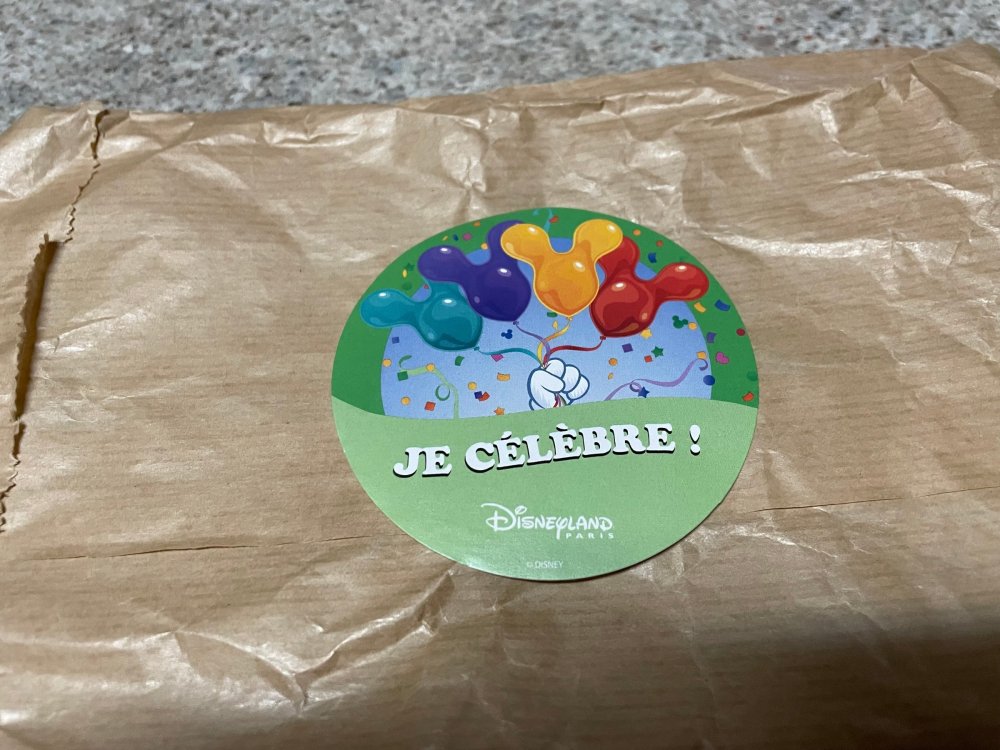 JE CÉLÈBRE !
DISNEYLAND
PARIS
© DISNEY